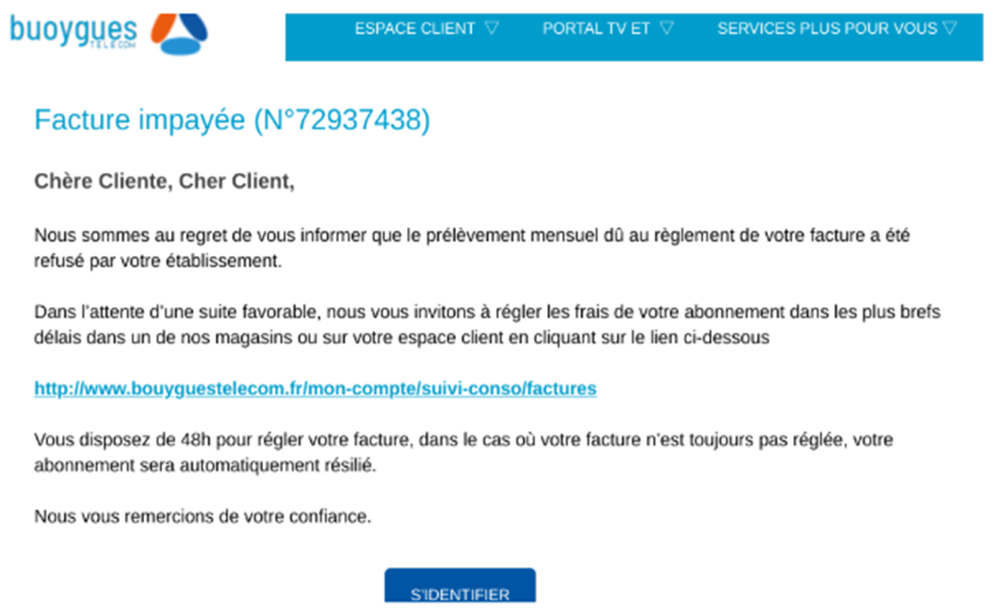 buoygues
TELECOM
ESPACE CLIENT ▽ PORTAL TV ET ▽ SERVICES PLUS POUR VOUS ▽
Facture impayée (N°72937438)
Chère Cliente, Cher Client,
Nous sommes au regret de vous informer que le prélèvement mensuel dû au règlement de votre facture a été
refusé par votre établissement.
Dans l'attente d'une suite favorable, nous vous invitons à régler les frais de votre abonnement dans les plus brefs
délais dans un de nos magasins ou sur votre espace client en cliquant sur le lien ci-dessous
http://www.bouyguestelecom.fr/mon-compte/suivi-conso/factures
Vous disposez de 48h pour régler votre facture, dans le cas où votre facture n'est toujours pas réglée, votre
abonnement sera automatiquement résilié.
Nous vous remercions de votre confiance.
S'IDENTIFIER